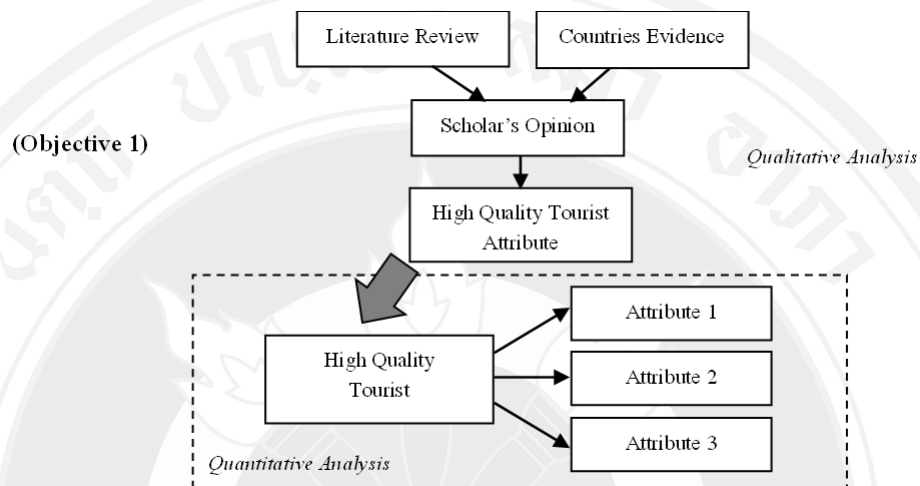 Literature Review
Countries Evidence
Scholar's Opinion
(Objective 1)
Qualitative Analysis
High Quality Tourist
Attribute
Attribute 1
High Quality
Tourist
Attribute 2
Attribute 3
Quantitative Analysis